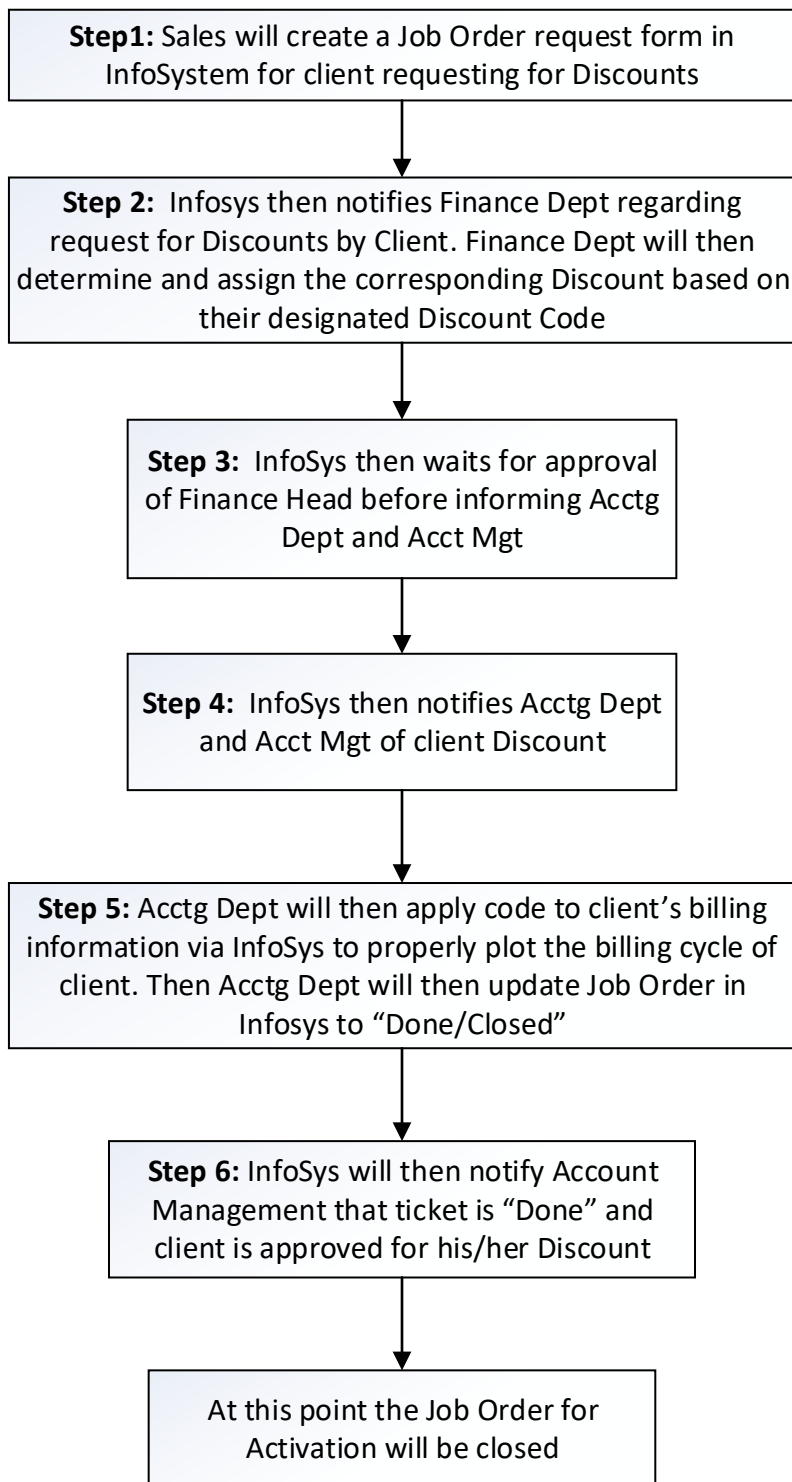 Step1: Sales will create a Job Order request form in
InfoSystem for client requesting for Discounts
Step 2:  Infosys then notifies Finance Dept regarding
request for Discounts by Client. Finance Dept will then
determine and assign the corresponding Discount based on
their designated Discount Code
Step 3:  InfoSys then waits for approval
of Finance Head before informing Acctg
Dept and Acct Mgt
Step 4:  InfoSys then notifies Acctg Dept
and Acct Mgt of client Discount
Step 5: Acctg Dept will then apply code to client’s billing
information via InfoSys to properly plot the billing cycle of
client. Then Acctg Dept will then update Job Order in
Infosys to “Done/Closed”
Step 6: InfoSys will then notify Account
Management that ticket is “Done” and
client is approved for his/her Discount
At this point the Job Order for
Activation will be closed